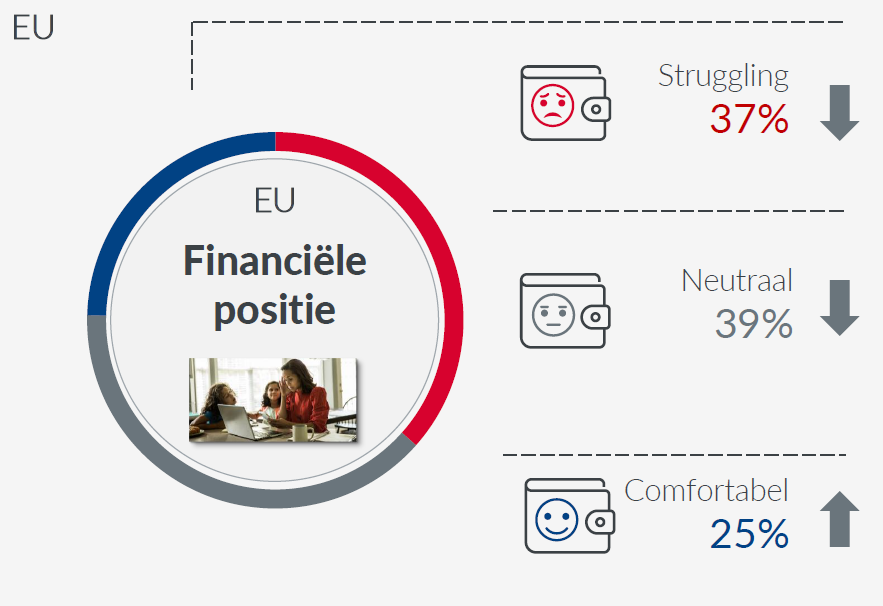 EU
EU
Financiële
positie
Struggling
37%
Neutraal
39%
Comfortabel
25%